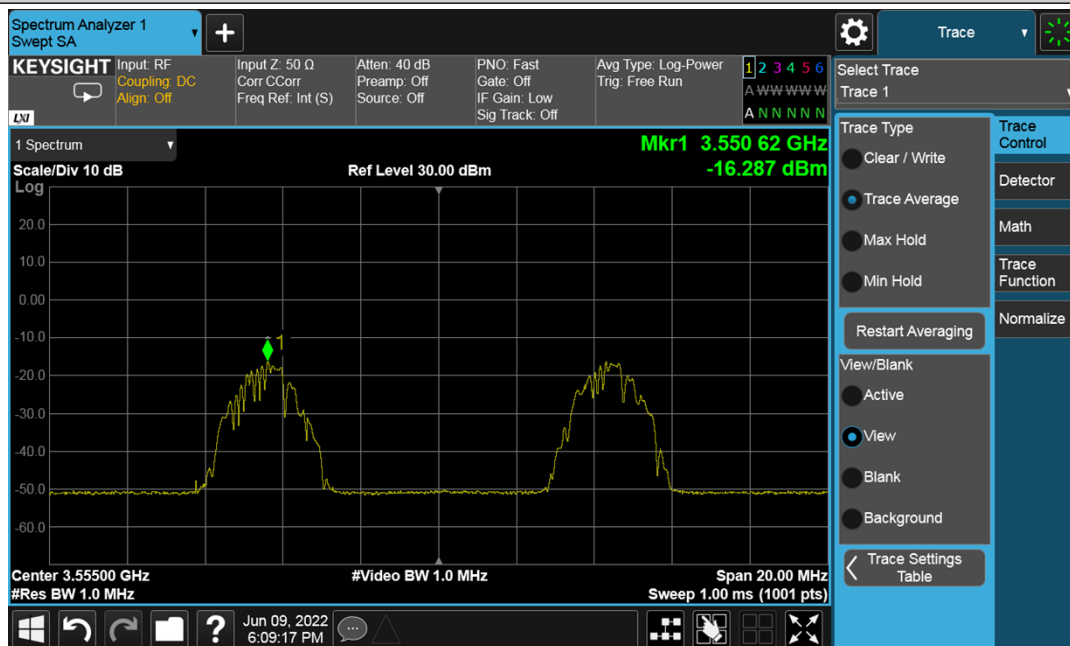 Spectrum Analyzer 1
Swept SA
+
Trace
KEYSIGHT
LXI
Input: RF
Coupling: DC
Align: Off
Input Z: 50 Ω
Corr CCorr
Freq Ref: Int (S)
Atten: 40 dB
Preamp: Off
Source: Off
PNO: Fast
Gate: Off
IF Gain: Low
Sig Track: Off
Avg Type: Log-Power
Trig: Free Run
1 2 3 4 5 6
A W W W W W
A N N N N N
Select Trace
Trace 1
1 Spectrum
Mkr1 3.550 62 GHz
-16.287 dBm
Scale/Div 10 dB
Ref Level 30.00 dBm
Log
20.0
10.0
0.00
-10.0
-20.0
-30.0
-40.0
-50.0
-60.0
1
Center 3.55500 GHz
#Video BW 1.0 MHz
Span 20.00 MHz
#Res BW 1.0 MHz
Sweep 1.00 ms (1001 pts)
Trace Type
Clear / Write
Trace Average
Max Hold
Min Hold
Restart Averaging
View/Blank
Active
View
Blank
Background
Trace Settings
Table
Trace
Control
Detector
Math
Trace
Function
Normalize
?
Jun 09, 2022
6:09:17 PM